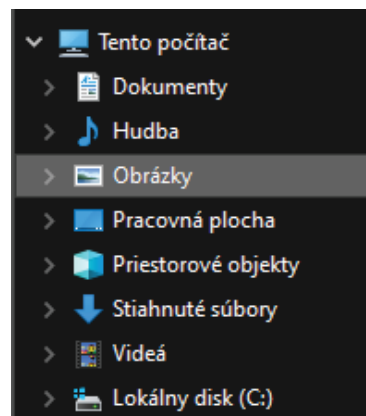 Tento počítač
Dokumenty
Hudba
Obrázky
Pracovná plocha
Priestorové objekty
Stiahnuté súbory
Videá
Lokálny disk (C:)